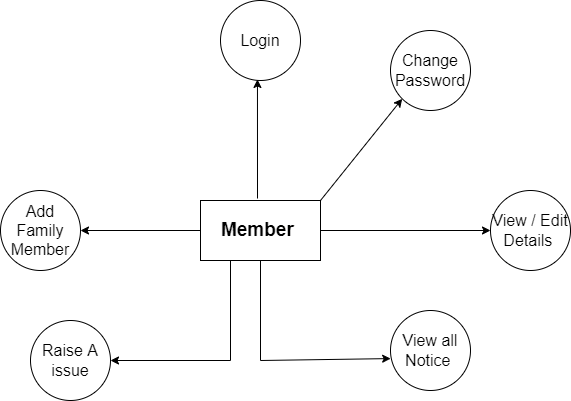 Login
Change
Password
Add
Family
Member
Member
View / Edit
Details
Raise A
issue
View all
Notice